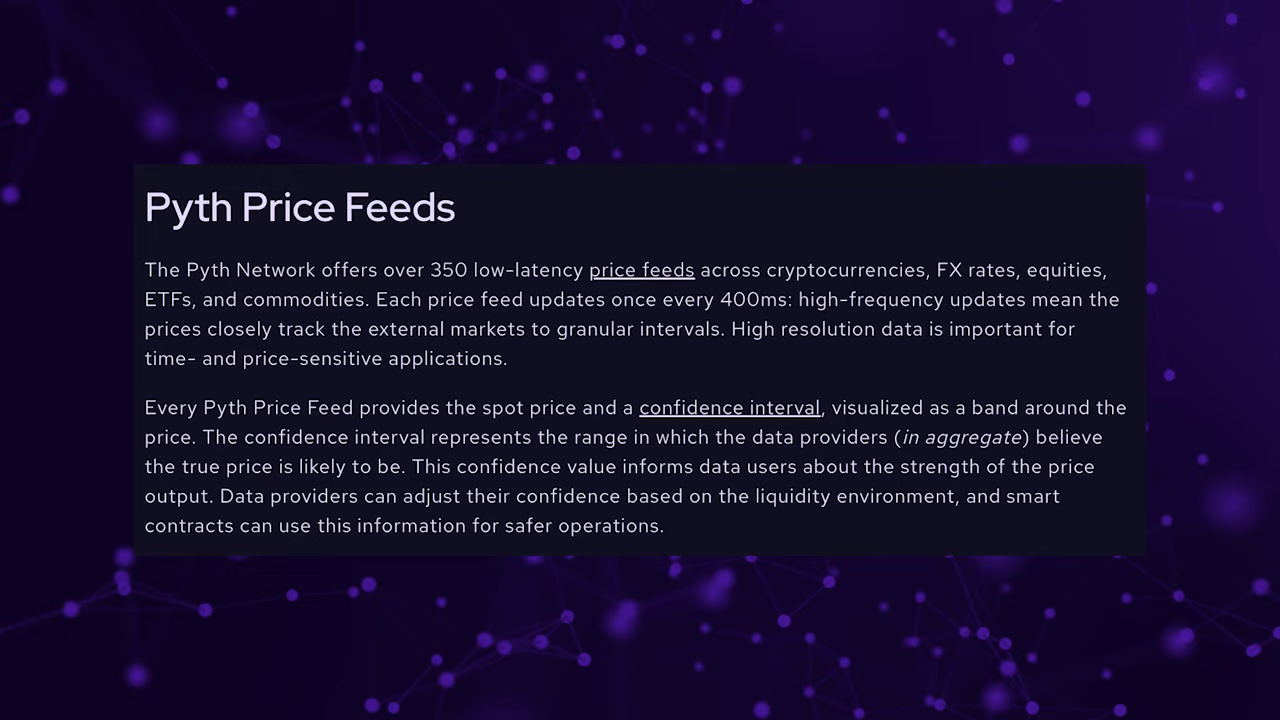 Pyth Price Feeds
The Pyth Network offers over 350 low-latency price feeds across cryptocurrencies, FX rates, equities,
ETFs, and commodities. Each price feed updates once every 400ms: high-frequency updates mean the
prices closely track the external markets to granular intervals. High resolution data is important for
time- and price-sensitive applications.
Every Pyth Price Feed provides the spot price and a confidence interval, visualized as a band around the
price. The confidence interval represents the range in which the data providers (in aggregate) believe
the true price is likely to be. This confidence value informs data users about the strength of the price
output. Data providers can adjust their confidence based on the liquidity environment, and smart
contracts can use this information for safer operations.